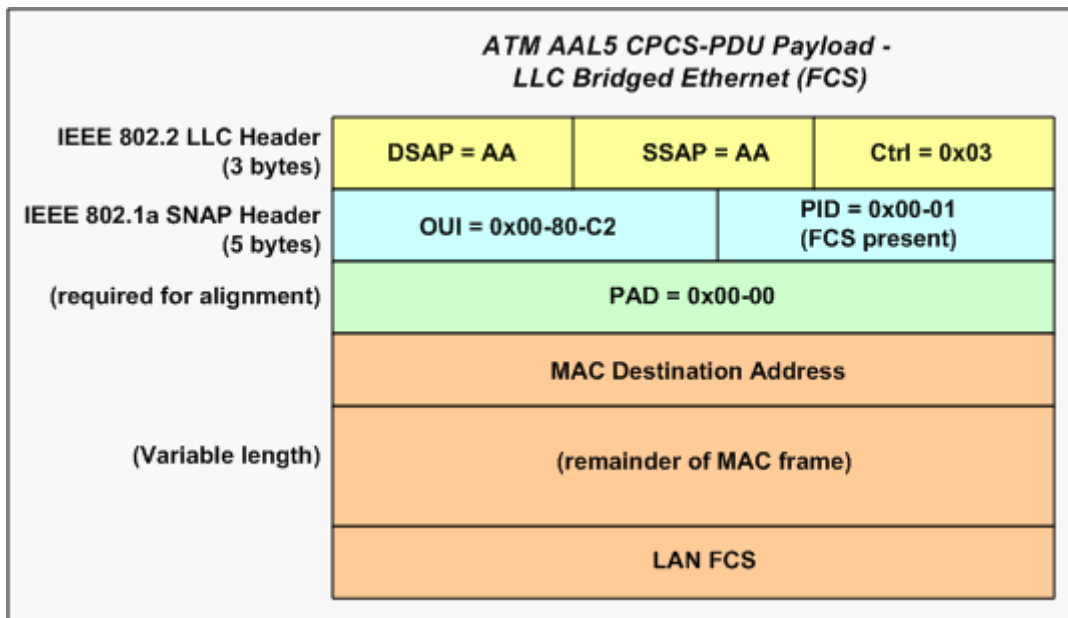 ATM AAL5 CPCS-PDU Payload -
LLC Bridged Ethernet (FCS)
IEEE 802.2 LLC Header
(3 bytes)
DSAP = AA
SSAP = AA
Ctrl = 0x03
IEEE 802.1a SNAP Header
(5 bytes)
OUI = 0x00-80-C2
PID = 0x00-01
(FCS present)
(required for alignment)
PAD = 0x00-00
MAC Destination Address
(Variable length)
(remainder of MAC frame)
LAN FCS